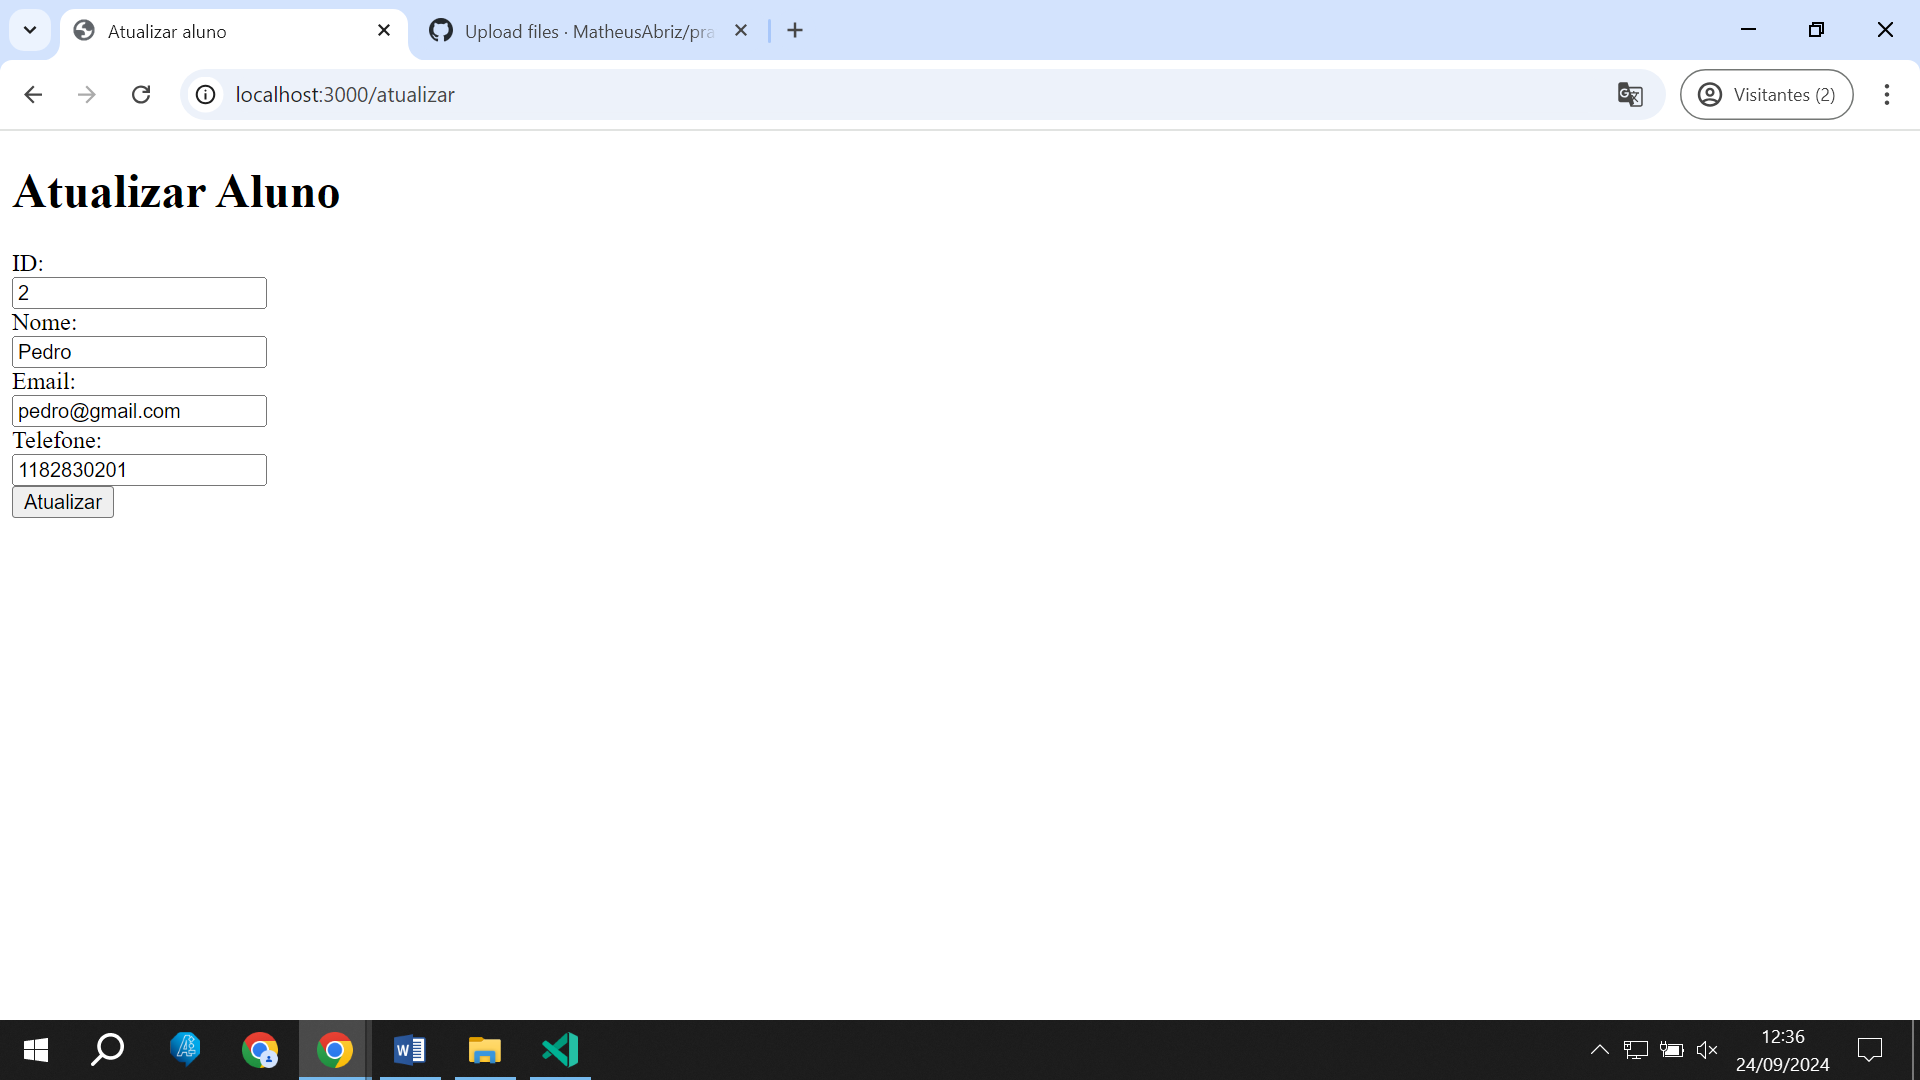 Atualizar aluno
Upload files · MatheusAbriz/pra
localhost:3000/atualizar
Visitantes (2)
Atualizar Aluno
ID:
2
Nome:
Pedro
Email:
pedro@gmail.com
Telefone:
1182830201
Atualizar
12:36
24/09/2024